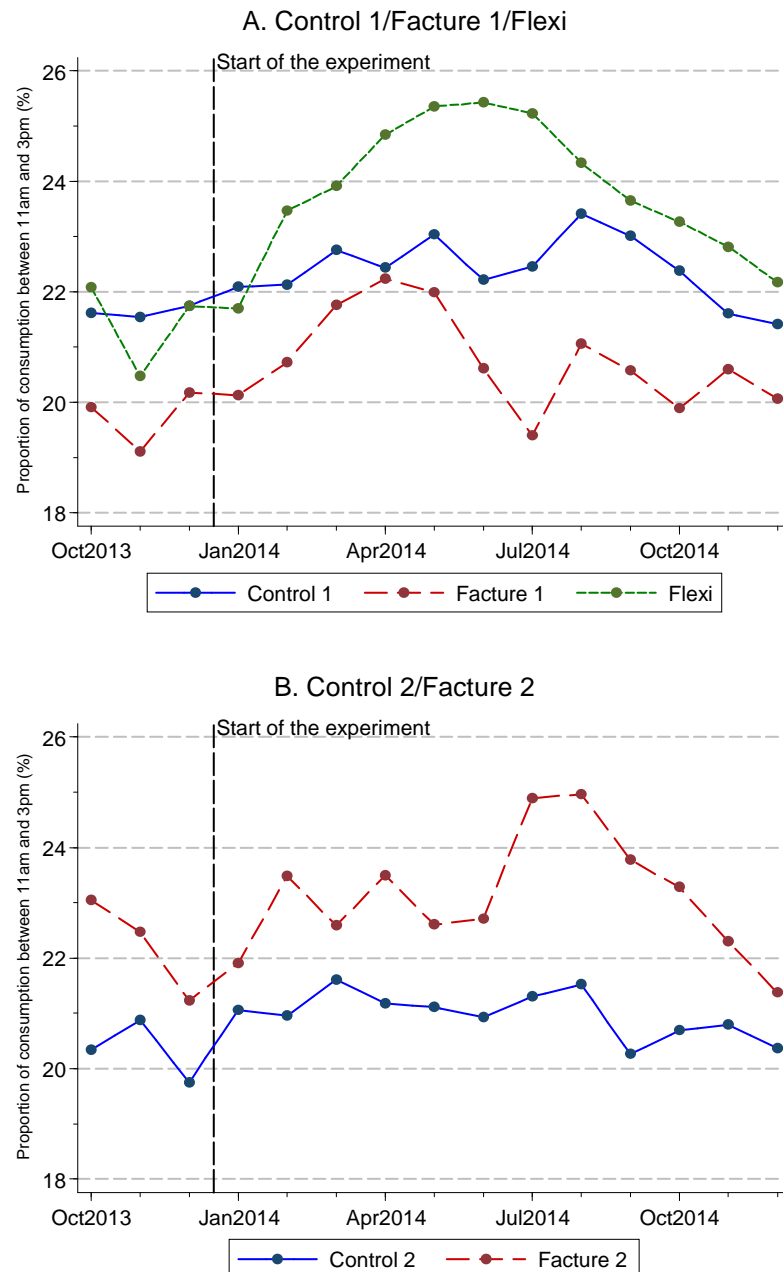 A. Control 1/Facture 1/Flexi
Start of the experiment
Proportion of consumption between 11am and 3pm (%)
26
24
22
20
18
Oct2013 Jan2014 Apr2014 Jul2014 Oct2014
Control 1 Facture 1 Flexi
B. Control 2/Facture 2
Start of the experiment
Proportion of consumption between 11am and 3pm (%)
26
24
22
20
18
Oct2013 Jan2014 Apr2014 Jul2014 Oct2014
Control 2 Facture 2